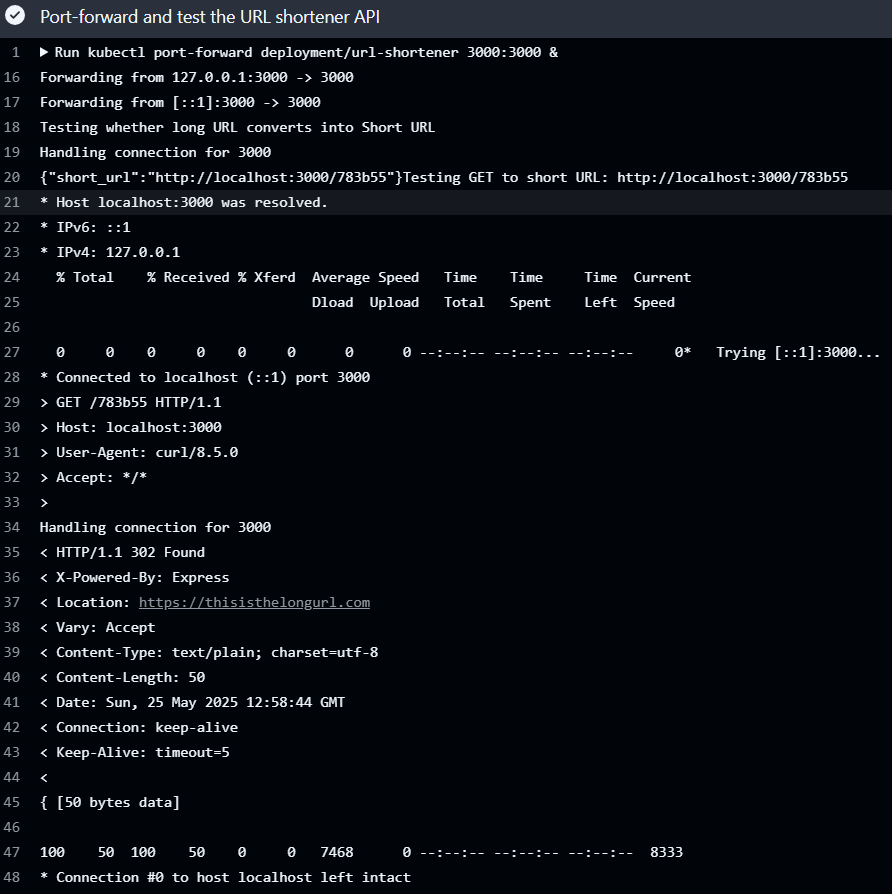 Port-forward and test the URL shortener API
1 ▶ Run kubectl port-forward deployment/url-shortener 3000:3000 &
16 Forwarding from 127.0.0.1:3000 -> 3000
17 Forwarding from [::1]:3000 -> 3000
18 Testing whether long URL converts into Short URL
19 Handling connection for 3000
20 {"short_url":"http://localhost:3000/783b55"}Testing GET to short URL: http://localhost:3000/783b55
21 * Host localhost:3000 was resolved.
22 * IPv6: ::1
23 * IPv4: 127.0.0.1
24   % Total    % Received % Xferd  Average Speed   Time    Time     Time  Current
25                                  Dload  Upload   Total   Spent    Left  Speed
26
27   0     0    0     0    0     0      0      0 --:--:-- --:--:-- --:--:--     0*   Trying [::1]:3000...
28 * Connected to localhost (::1) port 3000
29 > GET /783b55 HTTP/1.1
30 > Host: localhost:3000
31 > User-Agent: curl/8.5.0
32 > Accept: */*
33 >
34 Handling connection for 3000
35 < HTTP/1.1 302 Found
36 < X-Powered-By: Express
37 < Location: https://thisisthelongurl.com
38 < Vary: Accept
39 < Content-Type: text/plain; charset=utf-8
40 < Content-Length: 50
41 < Date: Sun, 25 May 2025 12:58:44 GMT
42 < Connection: keep-alive
43 < Keep-Alive: timeout=5
44 <
45 { [50 bytes data]
46
47 100    50  100    50    0     0   7468      0 --:--:-- --:--:-- --:--:--  8333
48 * Connection #0 to host localhost left intact